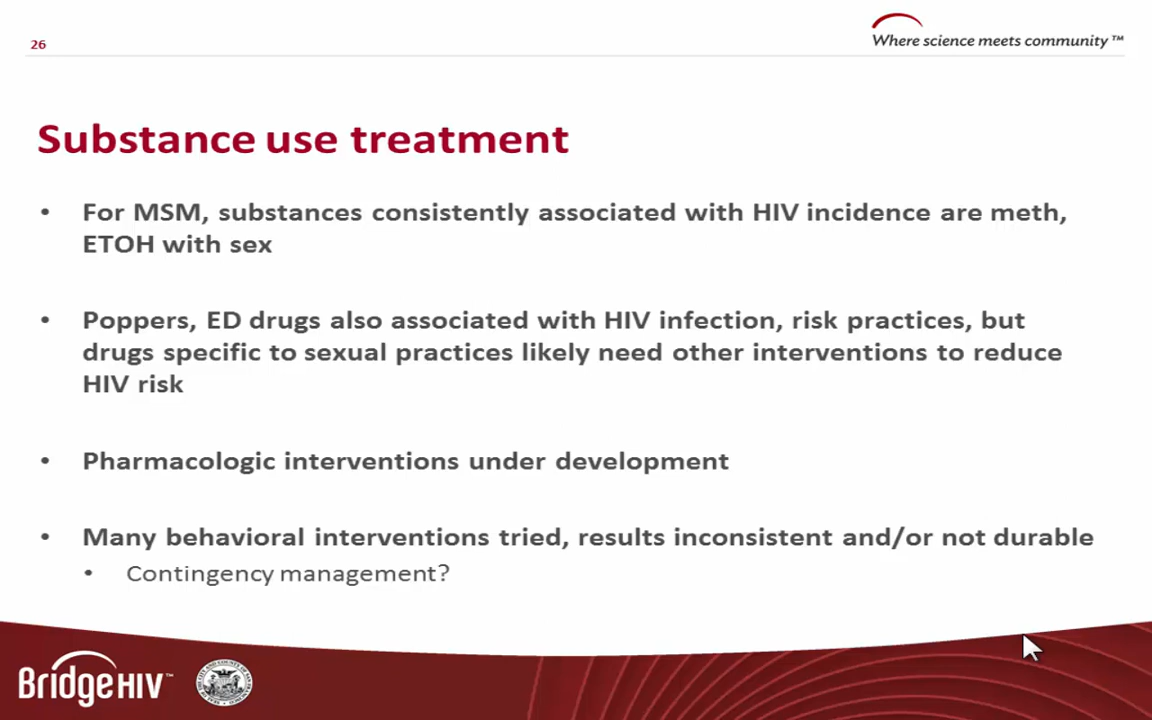 26
Where science meets community™
Substance use treatment
• For MSM, substances consistently associated with HIV incidence are meth,
ETOH with sex
• Poppers, ED drugs also associated with HIV infection, risk practices, but
drugs specific to sexual practices likely need other interventions to reduce
HIV risk
• Pharmacologic interventions under development
• Many behavioral interventions tried, results inconsistent and/or not durable
• Contingency management?
BridgeHIV™